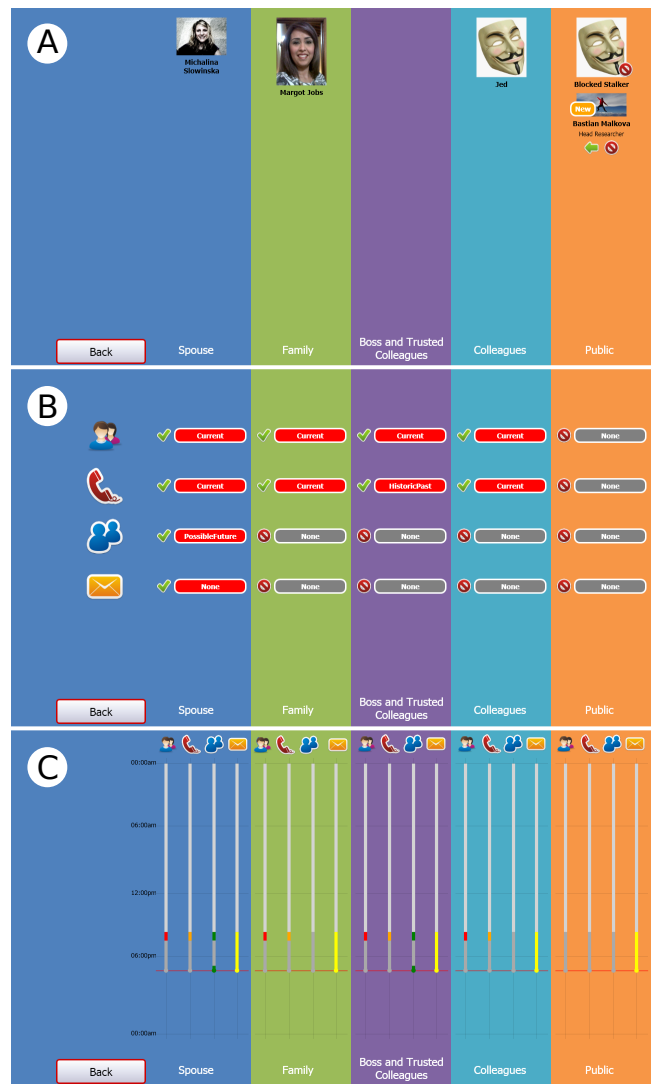 A
Michalina
Slowinska
Margot Jobs
Jed
Blocked Stalker
New
Bastian Malkova
Head Researcher
Back
Spouse
Family
Boss and Trusted
Colleagues
Colleagues
Public
B
Current
Current
Current
Current
None
Current
Current
HistoricPast
Current
None
PossibleFuture
None
None
None
None
None
None
None
None
None
Back
Spouse
Family
Boss and Trusted
Colleagues
Colleagues
Public
C
00:00am
06:00am
12:00pm
06:00pm
00:00am
Back
Spouse
Family
Boss and Trusted
Colleagues
Colleagues
Public